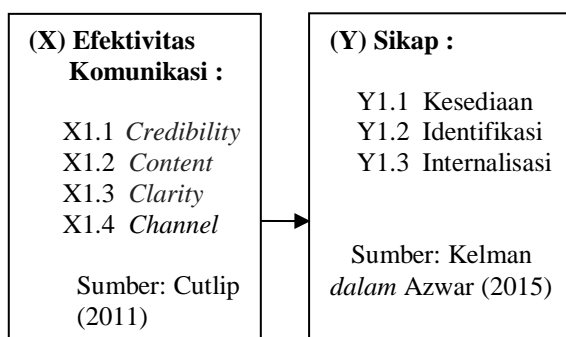 (X) Efektivitas
Komunikasi :
X1.1 Credibility
X1.2 Content
X1.3 Clarity
X1.4 Channel
Sumber: Cutlip
(2011)
(Y) Sikap :
Y1.1 Kesediaan
Y1.2 Identifikasi
Y1.3 Internalisasi
Sumber: Kelman
dalam Azwar (2015)